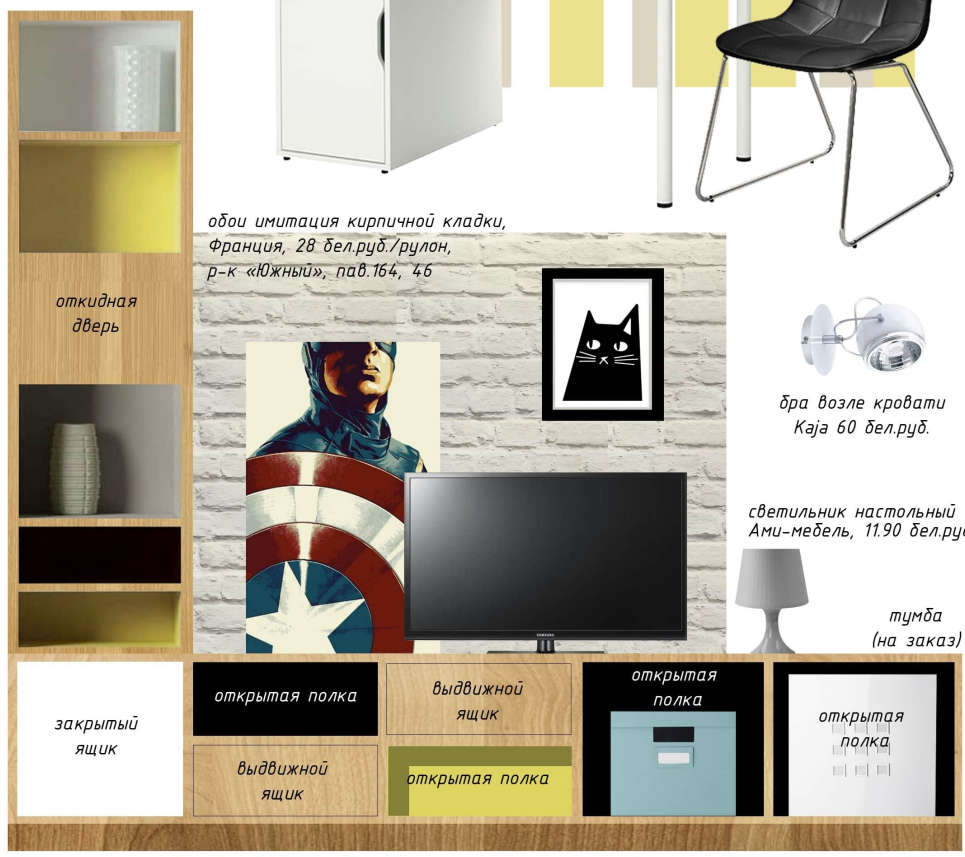 обои имитация кирпичной кладки,
Франция, 28 бел.руб./рулон,
р-к «Южный», пав.164, 46
откидная
дверь
бра возле кровати
Kaja 60 бел.руб.
светильник настольный
Ами-мебель, 11.90 бел.руб
тумба
(на заказ)
SAMSUNG
закрытый
ящик
открытая полка
выдвижной
ящик
выдвижной
ящик
открытая полка
открытая
полка
открытая
полка